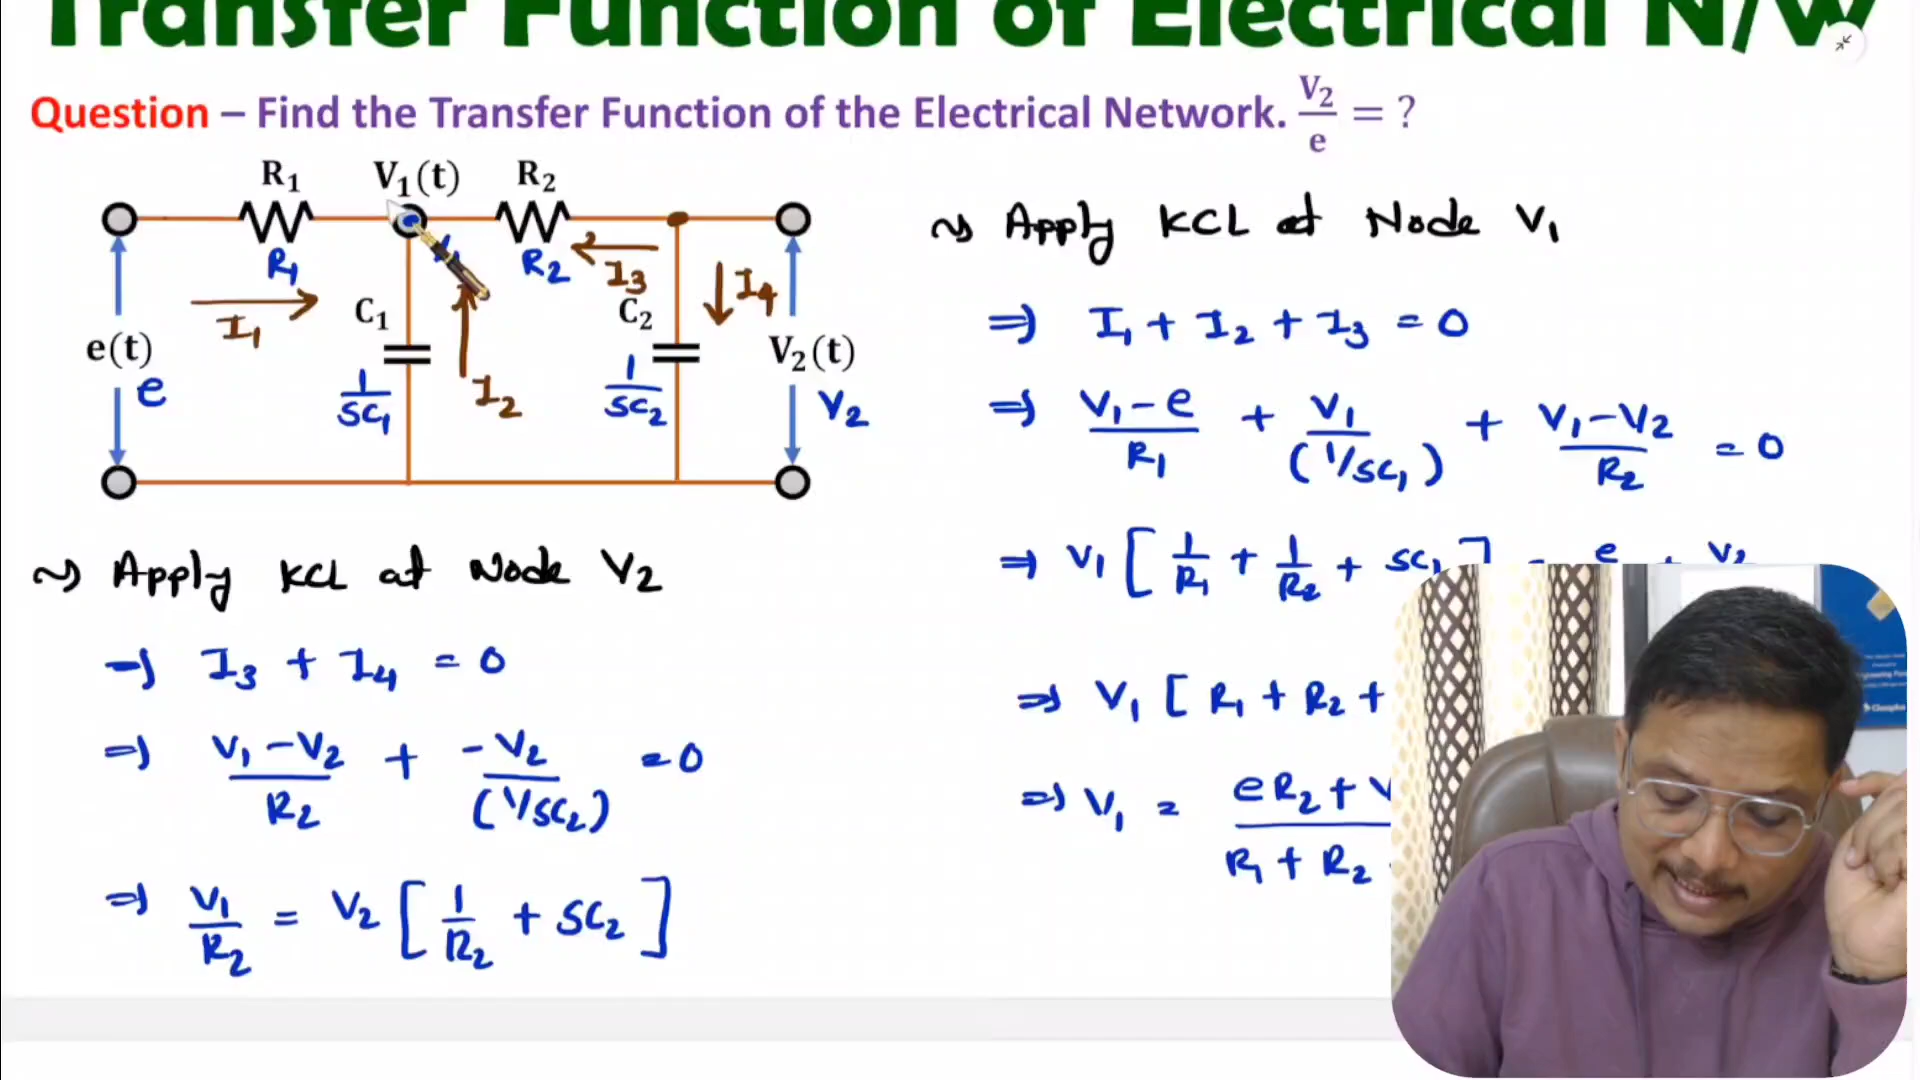 Transfer Function of Electrical N/W
Question – Find the Transfer Function of the Electrical Network. V₂/e = ?
R₁ V₁(t) R₂
R₁ R₂ I₃ I₄
I₁ C₁ C₂
e(t) V₂(t)
e 1/SC₁ I₂ 1/SC₂ V₂
Apply KCL at Node V₂
⇒ I₃ + I₄ = 0
⇒ (V₁ - V₂)/R₂ + -V₂/(1/SC₂) = 0
⇒ V₁/R₂ = V₂ [1/R₂ + SC₂]
Apply KCL at Node V₁
⇒ I₁ + I₂ + I₃ = 0
⇒ (V₁ - e)/R₁ + V₁/(1/SC₁) + (V₁ - V₂)/R₂ = 0
⇒ V₁ [1/R₁ + 1/R₂ + SC₁] = e + V₂
⇒ V₁ [R₁ + R₂ +
⇒ V₁ = eR₂ + V / R₁ + R₂